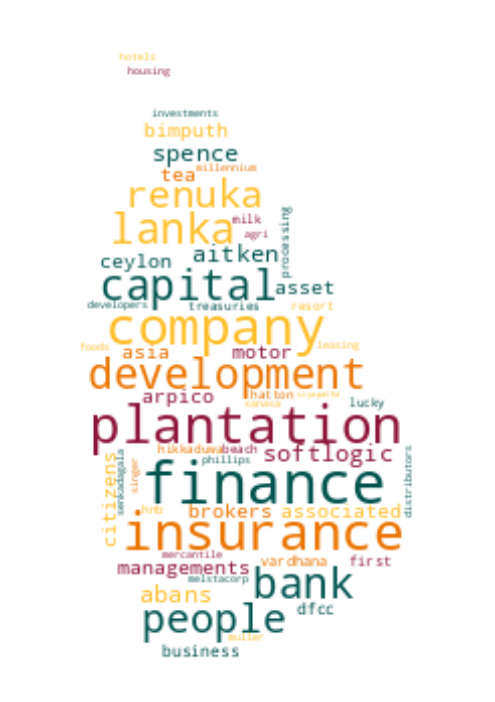 hotels
housing
investments
bimputh
spence
millennium
tea
renuka
lanka
milk
agri
processing
aitken
ceylon
capital
asset
developers
treasuries
resort
company
foods
asia
motor
leasing
development
arpico
hatton
sanasa
lucky
plantation
hikkaduwa
beach
softlogic
phillips
citizens
senkadagala
singer
finance
distributors
hnb
brokers
associated
insurance
mercantile
managements
vardhana
first
melstacorp
bank
abans
people
dfcc
muller
business